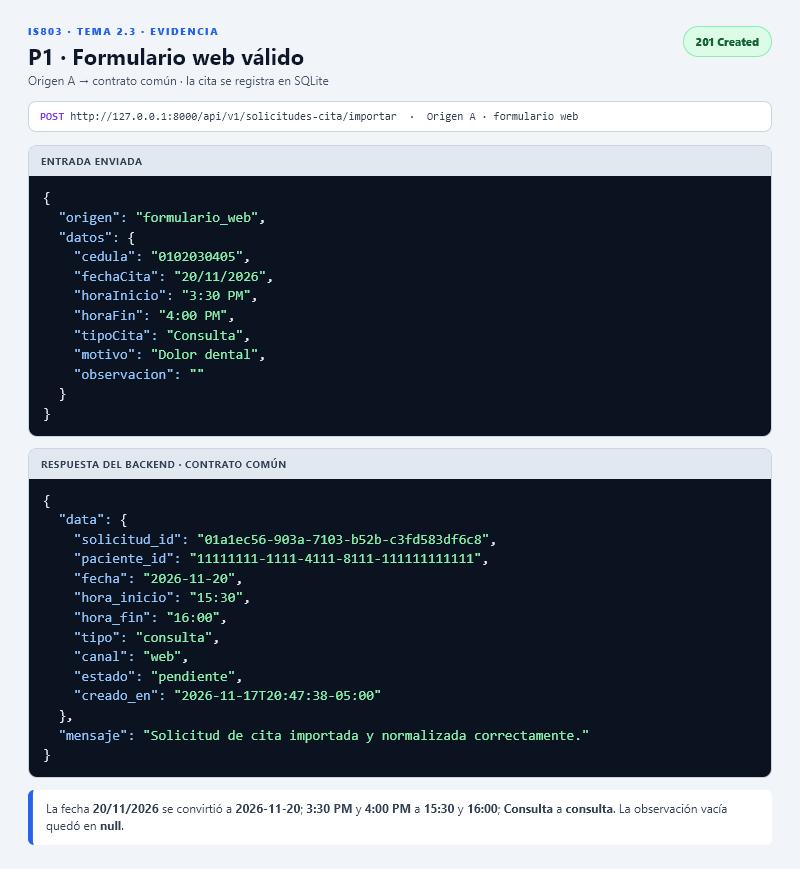 IS803 · TEMA 2.3 · EVIDENCIA
P1 · Formulario web válido
201 Created
Origen A → contrato común · la cita se registra en SQLite
POST http://127.0.0.1:8000/api/v1/solicitudes-cita/importar · Origen A · formulario web
ENTRADA ENVIADA
{
"origen": "formulario_web",
"datos": {
"cedula": "0102030405",
"fechaCita": "20/11/2026",
"horaInicio": "3:30 PM",
"horaFin": "4:00 PM",
"tipoCita": "Consulta",
"motivo": "Dolor dental",
"observacion": ""
}
}
RESPUESTA DEL BACKEND · CONTRATO COMÚN
{
"data": {
"solicitud_id": "01a1ec56-903a-7103-b52b-c3fd583df6c8",
"paciente_id": "11111111-1111-4111-8111-111111111111",
"fecha": "2026-11-20",
"hora_inicio": "15:30",
"hora_fin": "16:00",
"tipo": "consulta",
"canal": "web",
"estado": "pendiente",
"creado_en": "2026-11-17T20:47:38-05:00"
},
"mensaje": "Solicitud de cita importada y normalizada correctamente."
}
La fecha 20/11/2026 se convirtió a 2026-11-20; 3:30 PM y 4:00 PM a 15:30 y 16:00; Consulta a consulta. La observación vacía
quedó en null.